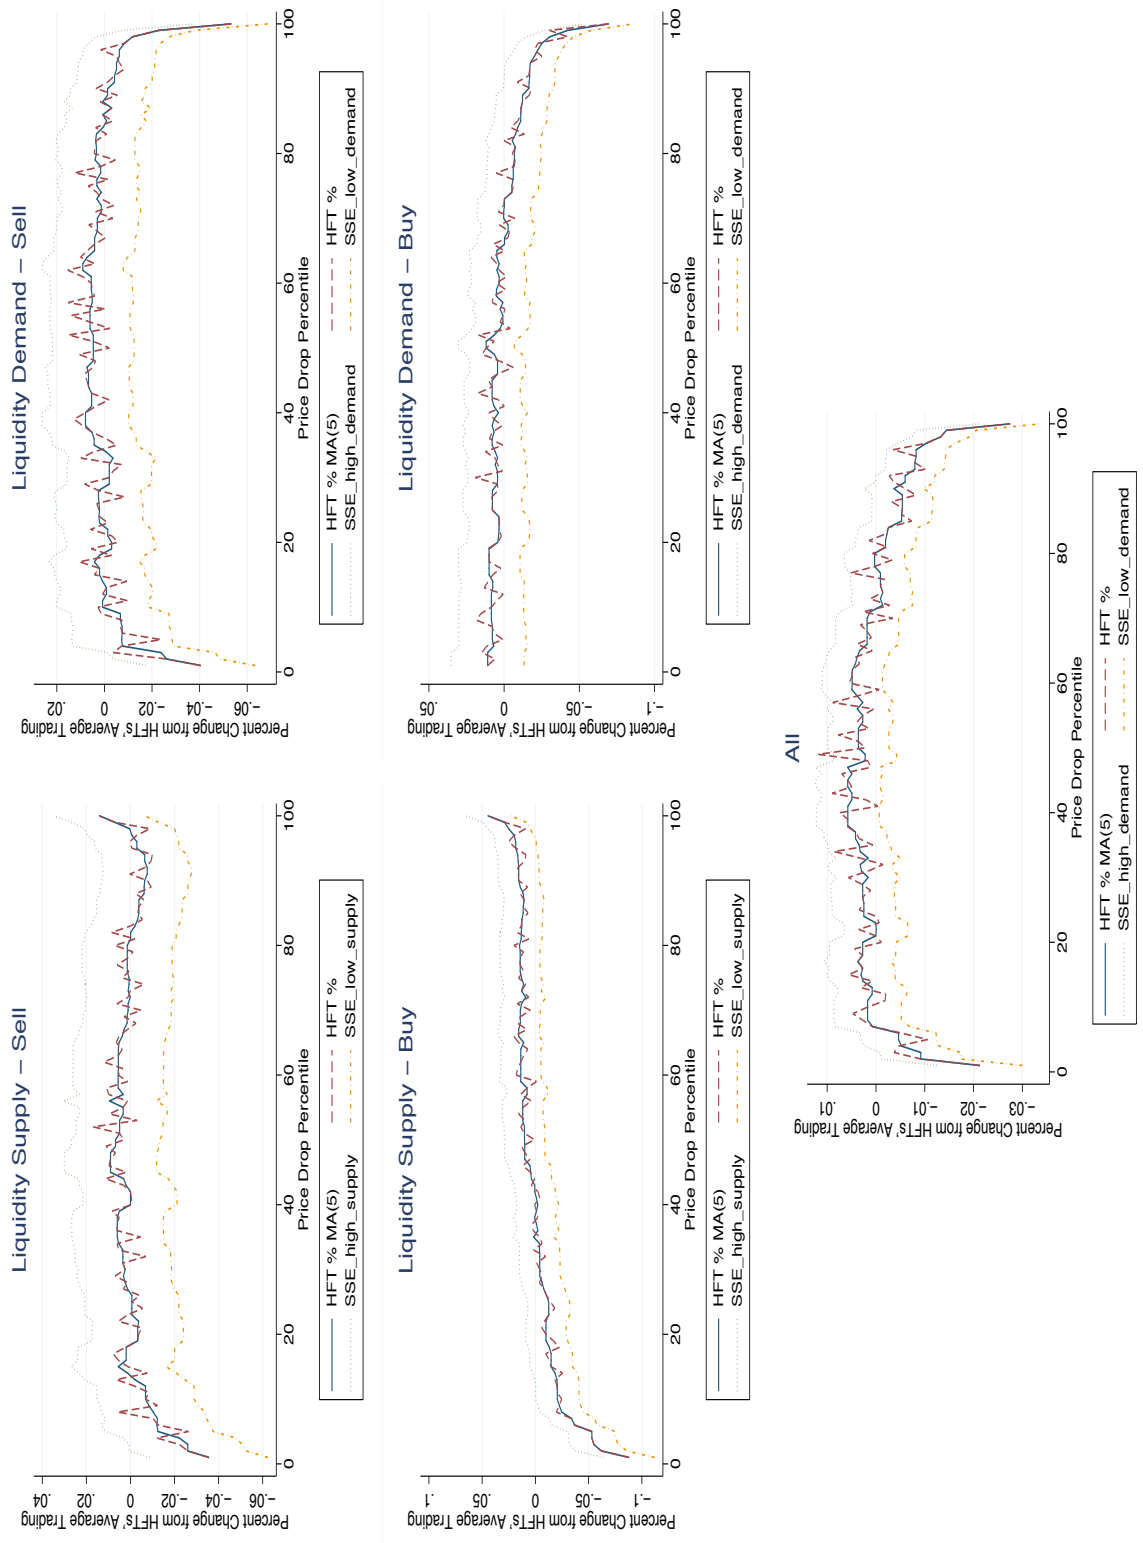 Liquidity Supply – Sell
Percent Change from HFTs' Average Trading
.04
.02
0
-.02
-.04
-.06
0 20 40 60 80 100
Price Drop Percentile
HFT % MA(5) HFT %
SSE_high_supply SSE_low_supply
Liquidity Demand – Sell
Percent Change from HFTs' Average Trading
.02
0
-.02
-.04
-.06
0 20 40 60 80 100
Price Drop Percentile
HFT % MA(5) HFT %
SSE_high_demand SSE_low_demand
Liquidity Supply – Buy
Percent Change from HFTs' Average Trading
.1
.05
0
-.05
-.1
0 20 40 60 80 100
Price Drop Percentile
HFT % MA(5) HFT %
SSE_high_supply SSE_low_supply
Liquidity Demand – Buy
Percent Change from HFTs' Average Trading
.05
0
-.05
-.1
0 20 40 60 80 100
Price Drop Percentile
HFT % MA(5) HFT %
SSE_high_demand SSE_low_demand
All
Percent Change from HFTs' Average Trading
.01
0
-.01
-.02
-.03
0 20 40 60 80 100
Price Drop Percentile
HFT % MA(5) HFT %
SSE_high_demand SSE_low_demand